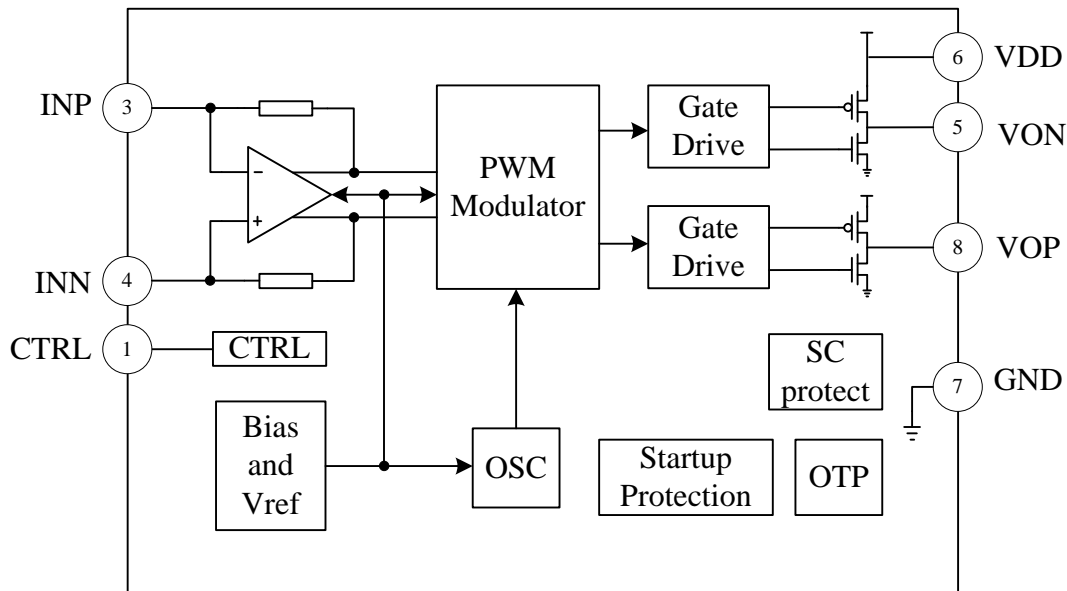 INP
3
INN
4
CTRL
1
−
+
PWM
Modulator
Gate
Drive
Gate
Drive
6
VDD
5
VON
8
VOP
7
GND
CTRL
Bias
and
Vref
OSC
SC
protect
Startup
Protection
OTP